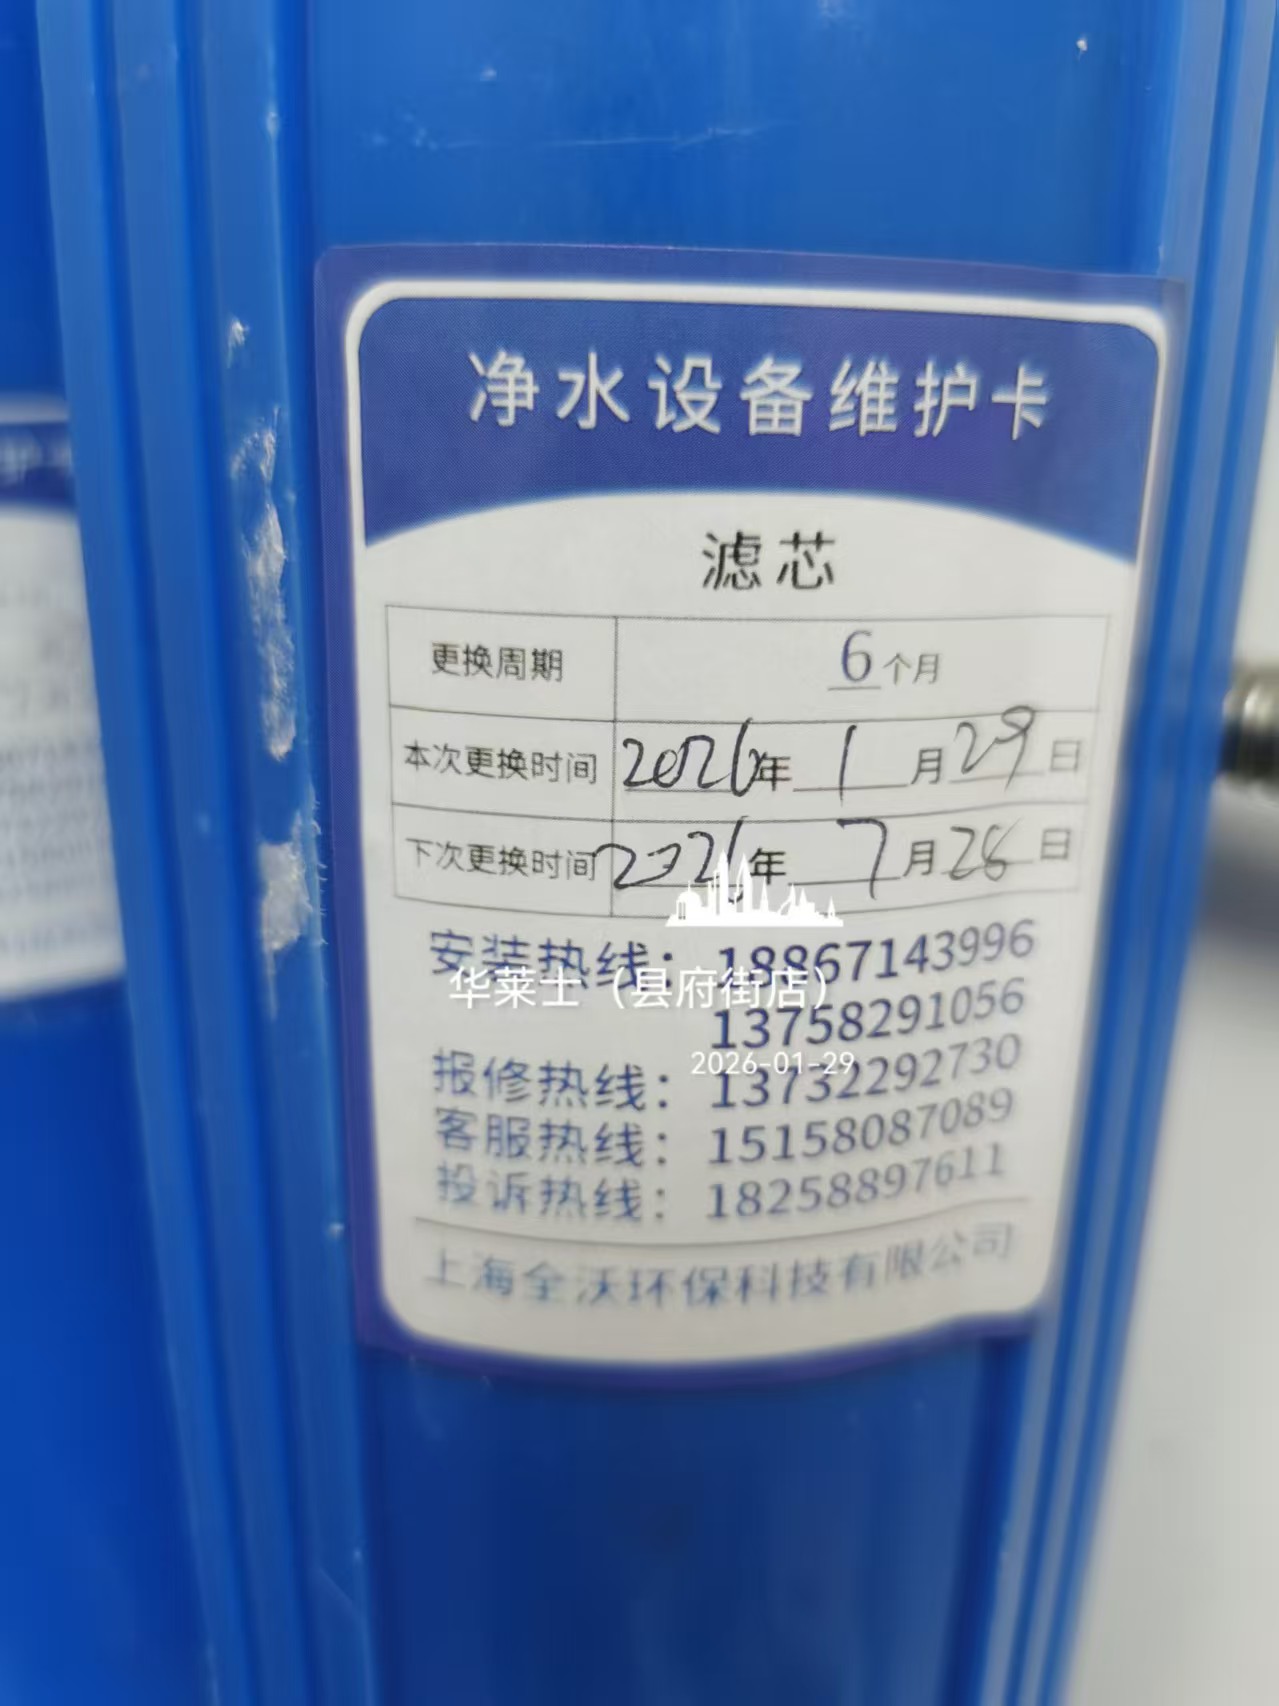 净水设备维护卡
滤芯
更换周期 6个月
本次更换时间 2026年1月29日
下次更换时间 2026年7月28日
安装热线：18867143996
华莱士（县府街店）
13758291056
2026-01-29
报修热线：13732292730
客服热线：15158087089
投诉热线：18258897611
上海全沃环保科技有限公司